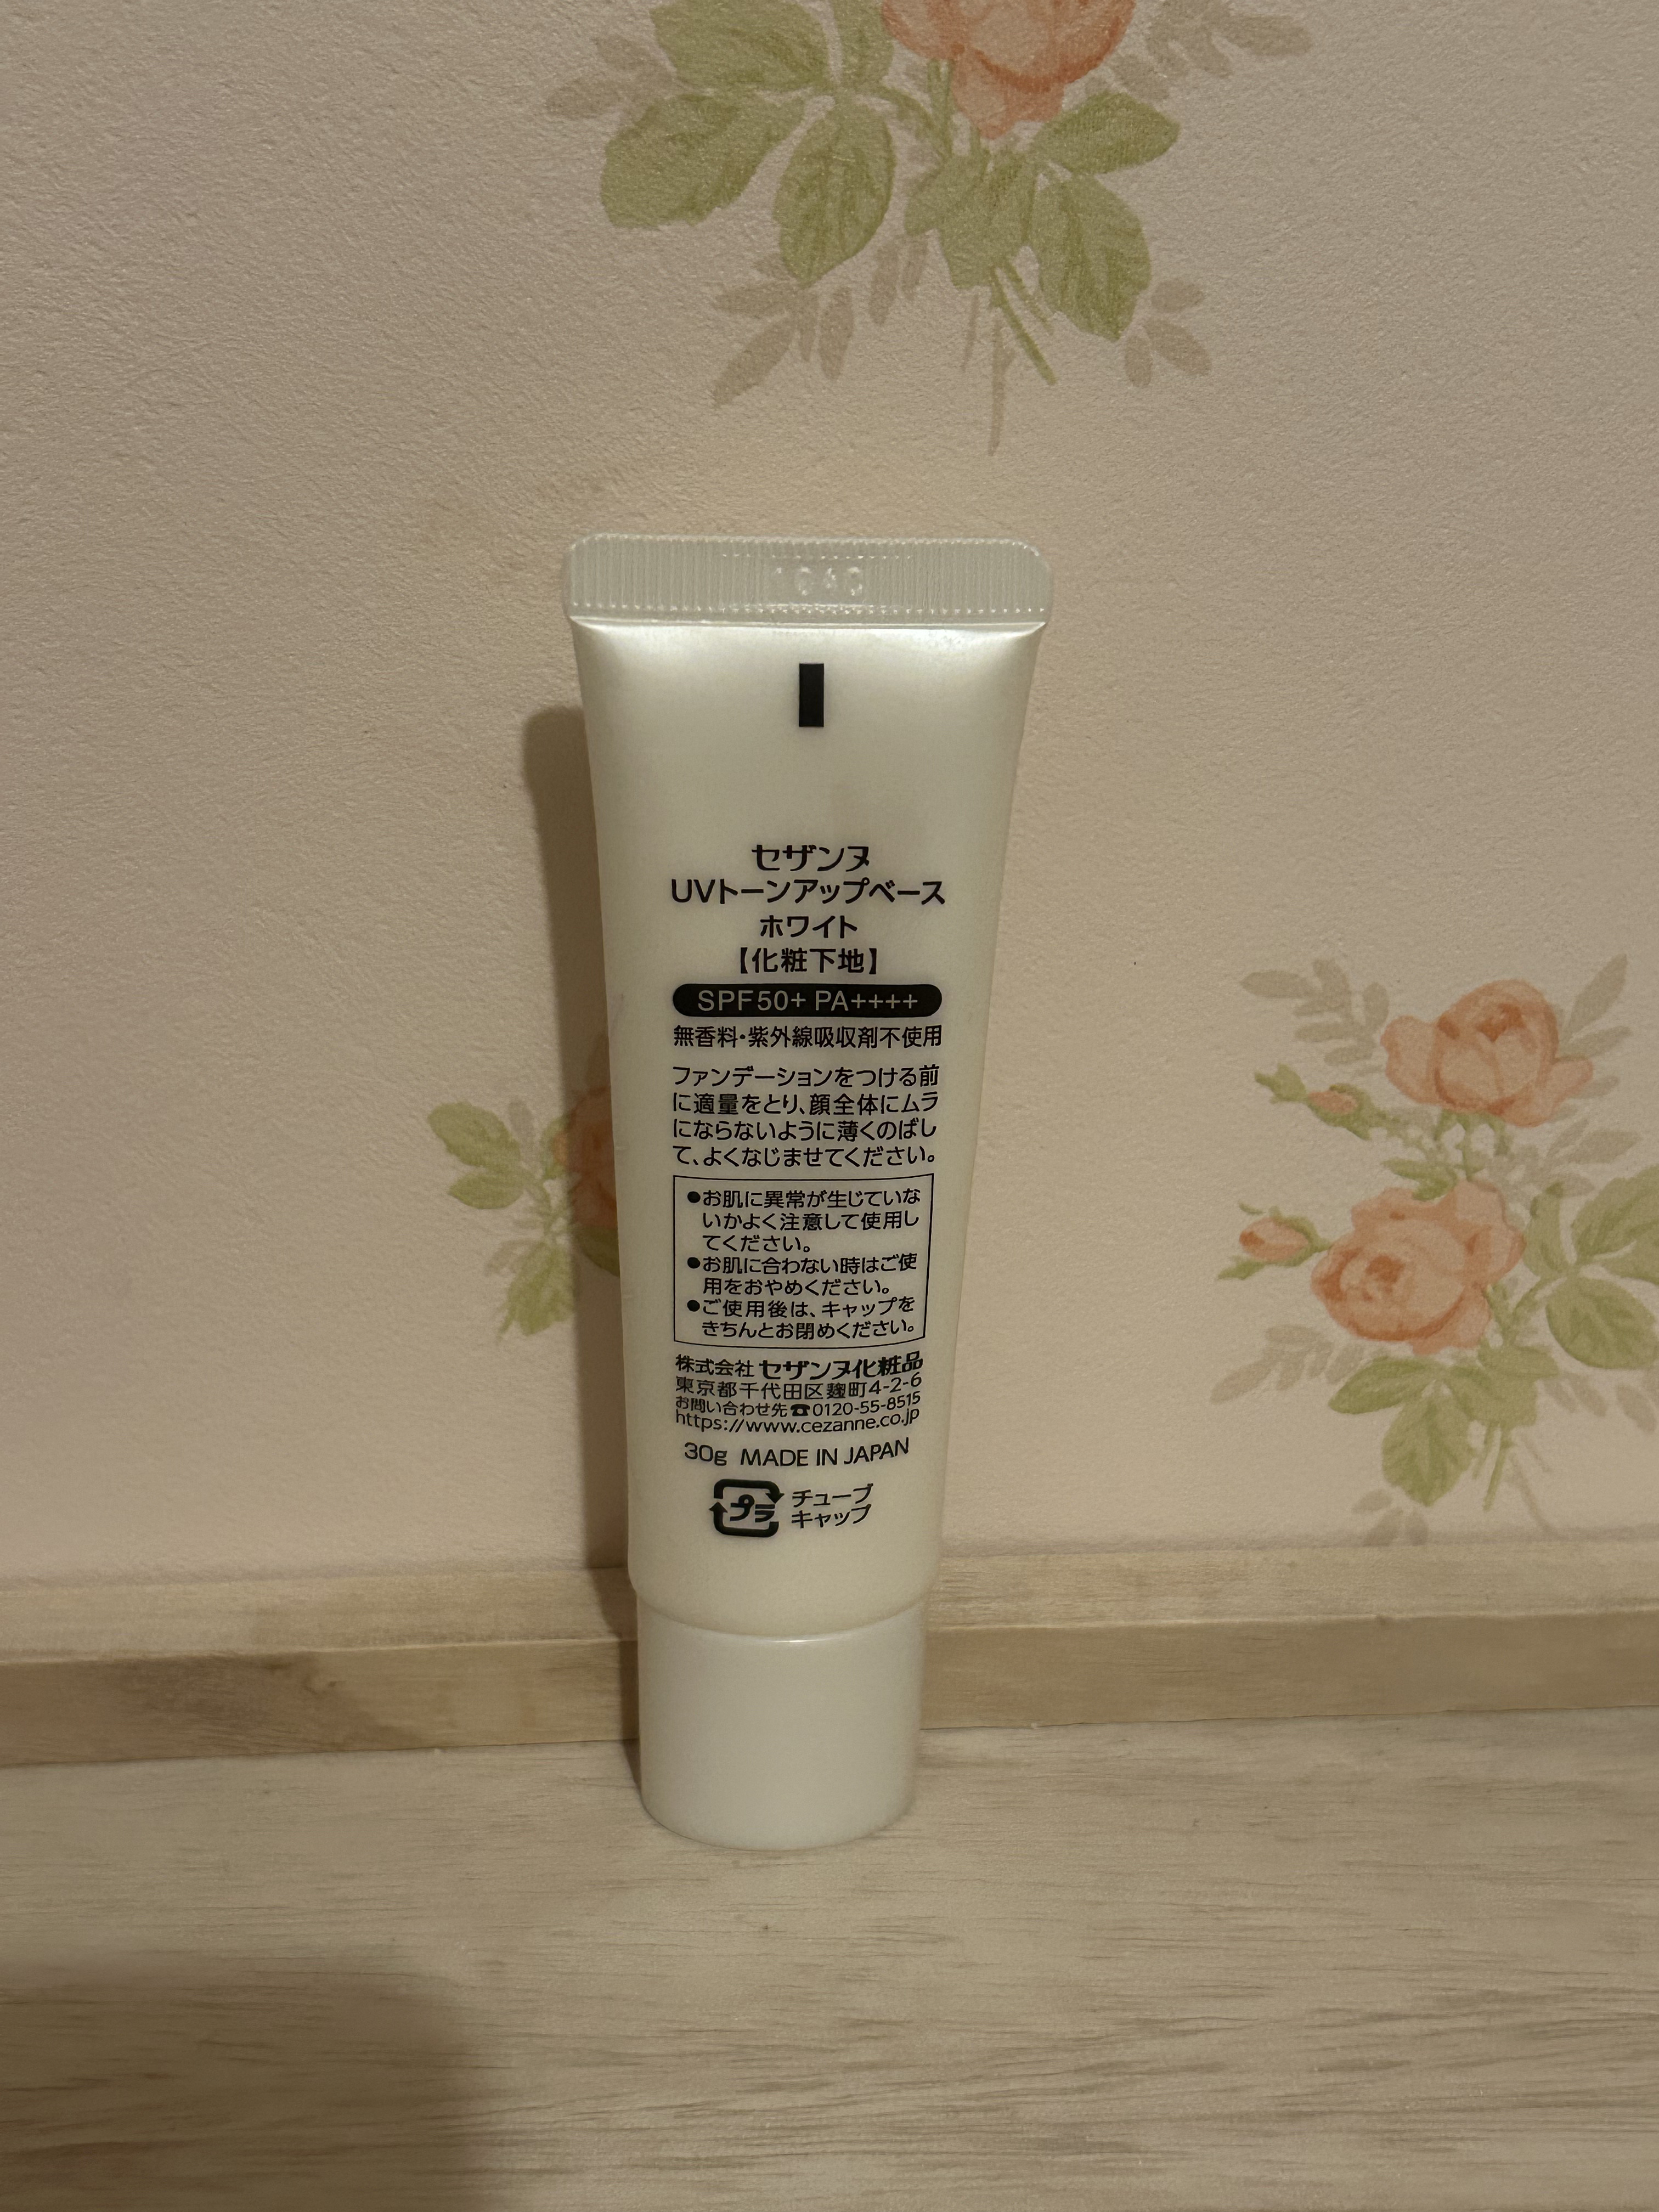 セザンヌ
UVトーンアップベース
ホワイト
【化粧下地】
SPF50+ PA++++
無香料・紫外線吸収剤不使用
ファンデーションをつける前
に適量をとり、顔全体にムラ
にならないように薄くのばし
て、よくなじませてください。
●お肌に異常が生じていな
いかよく注意して使用し
てください。
●お肌に合わない時はご使
用をおやめください。
●ご使用後は、キャップを
きちんとお閉めください。
株式会社 セザンヌ化粧品
東京都千代田区麹町4-2-6
お問い合わせ先☎0120-55-8515
https://www.cezanne.co.jp
30g MADE IN JAPAN
プラ チューブ
キャップ